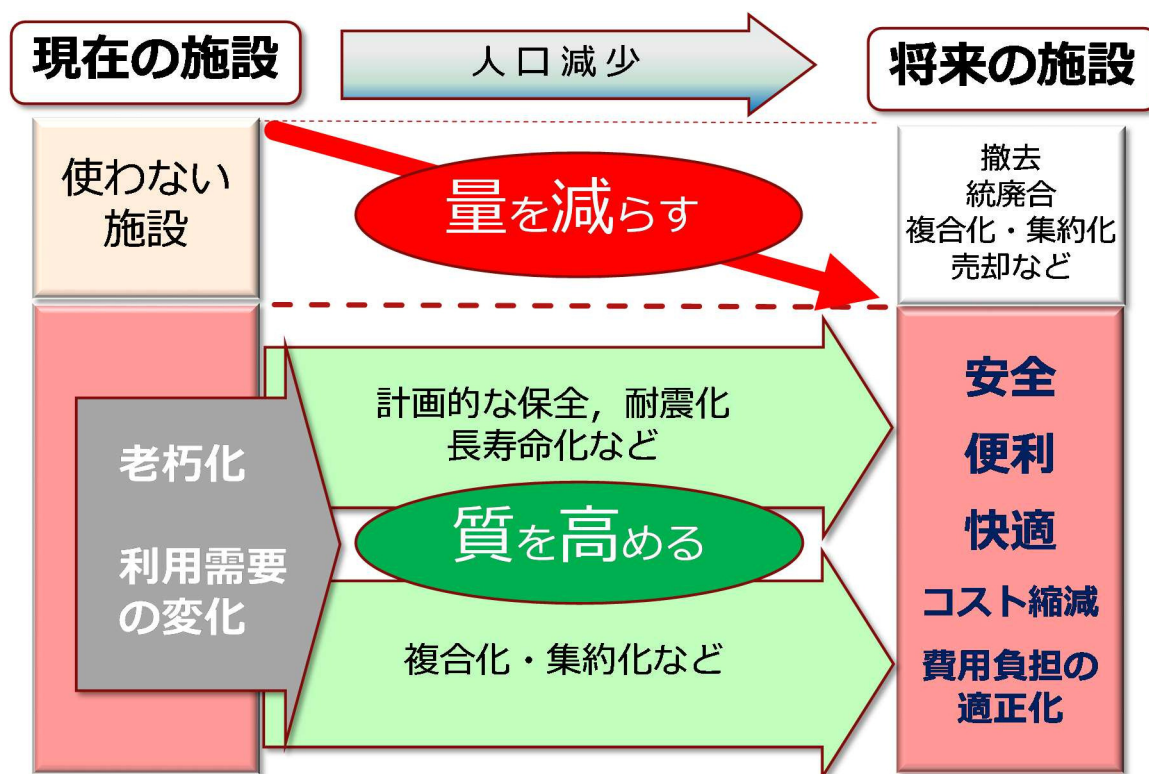 現在の施設
人口減少
将来の施設
使わない
施設
量を減らす
撤去
統廃合
複合化・集約化
売却など
老朽化
利用需要
の変化
計画的な保全，耐震化
長寿命化など
質を高める
複合化・集約化など
安全
便利
快適
コスト縮減
費用負担の
適正化